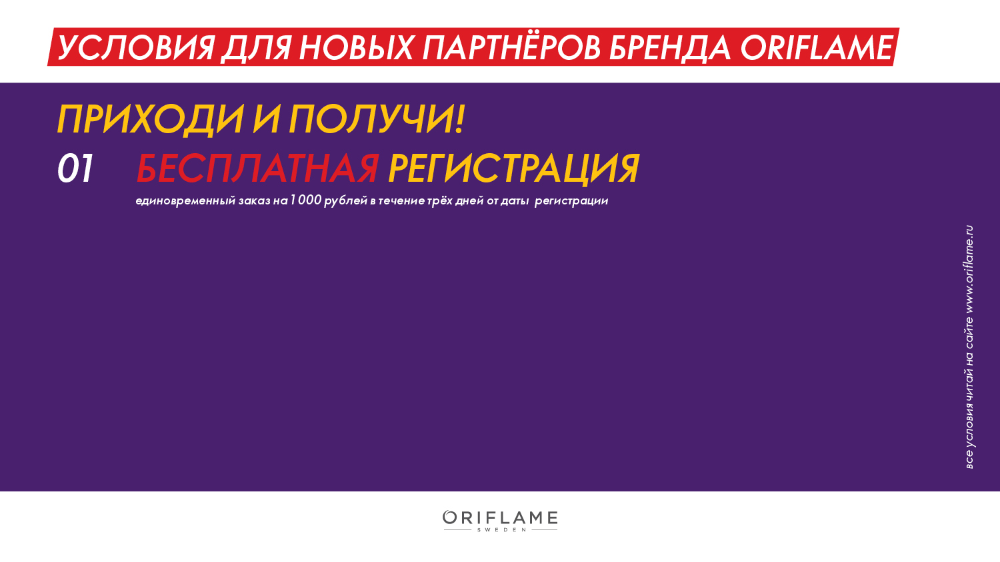 УСЛОВИЯ ДЛЯ НОВЫХ ПАРТНЁРОВ БРЕНДА ORIFLAME
ПРИХОДИ И ПОЛУЧИ!
01 БЕСПЛАТНАЯ РЕГИСТРАЦИЯ
единовременный заказ на 1 000 рублей в течение трёх дней от даты регистрации
все условия читай на сайте www.oriflame.ru
ORIFLAME
SWEDEN